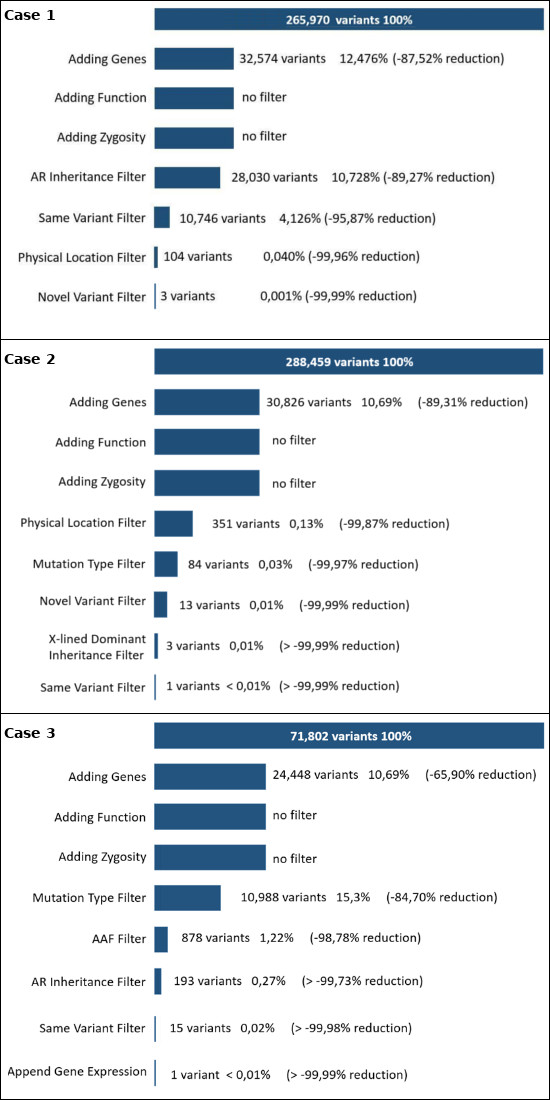 Case 1
265,970 variants 100%
Adding Genes 32,574 variants 12,476% (-87,52% reduction)
Adding Function no filter
Adding Zygosity no filter
AR Inheritance Filter 28,030 variants 10,728% (-89,27% reduction)
Same Variant Filter 10,746 variants 4,126% (-95,87% reduction)
Physical Location Filter 104 variants 0,040% (-99,96% reduction)
Novel Variant Filter 3 variants 0,001% (-99,99% reduction)
Case 2
288,459 variants 100%
Adding Genes 30,826 variants 10,69% (-89,31% reduction)
Adding Function no filter
Adding Zygosity no filter
Physical Location Filter 351 variants 0,13% (-99,87% reduction)
Mutation Type Filter 84 variants 0,03% (-99,97% reduction)
Novel Variant Filter 13 variants 0,01% (-99,99% reduction)
X-lined Dominant
Inheritance Filter 3 variants 0,01% (> -99,99% reduction)
Same Variant Filter 1 variants < 0,01% (> -99,99% reduction)
Case 3
71,802 variants 100%
Adding Genes 24,448 variants 10,69% (-65,90% reduction)
Adding Function no filter
Adding Zygosity no filter
Mutation Type Filter 10,988 variants 15,3% (-84,70% reduction)
AAF Filter 878 variants 1,22% (-98,78% reduction)
AR Inheritance Filter 193 variants 0,27% (> -99,73% reduction)
Same Variant Filter 15 variants 0,02% (> -99,98% reduction)
Append Gene Expression 1 variant < 0,01% (> -99,99% reduction)